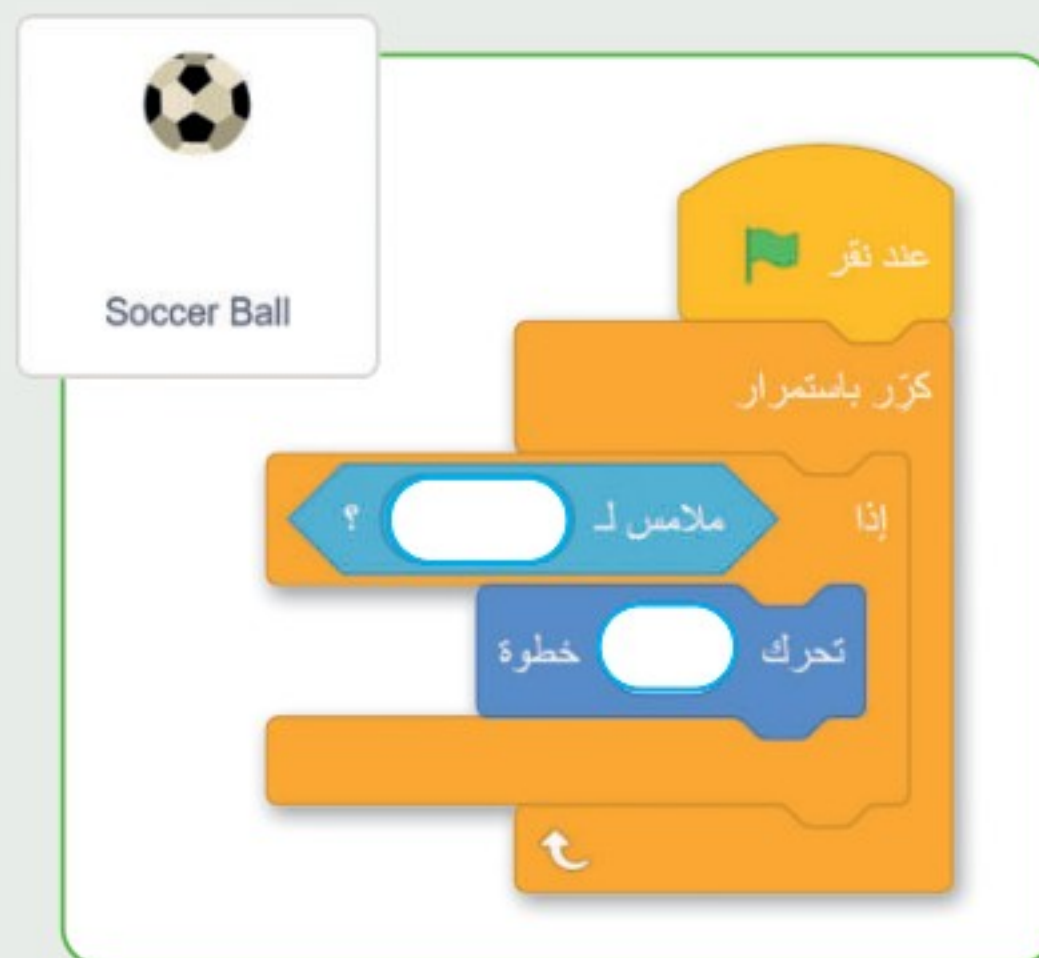 Soccer Ball
عند نقر
كرّر باستمرار
إذا ملامس لـ ؟
تحرك خطوة